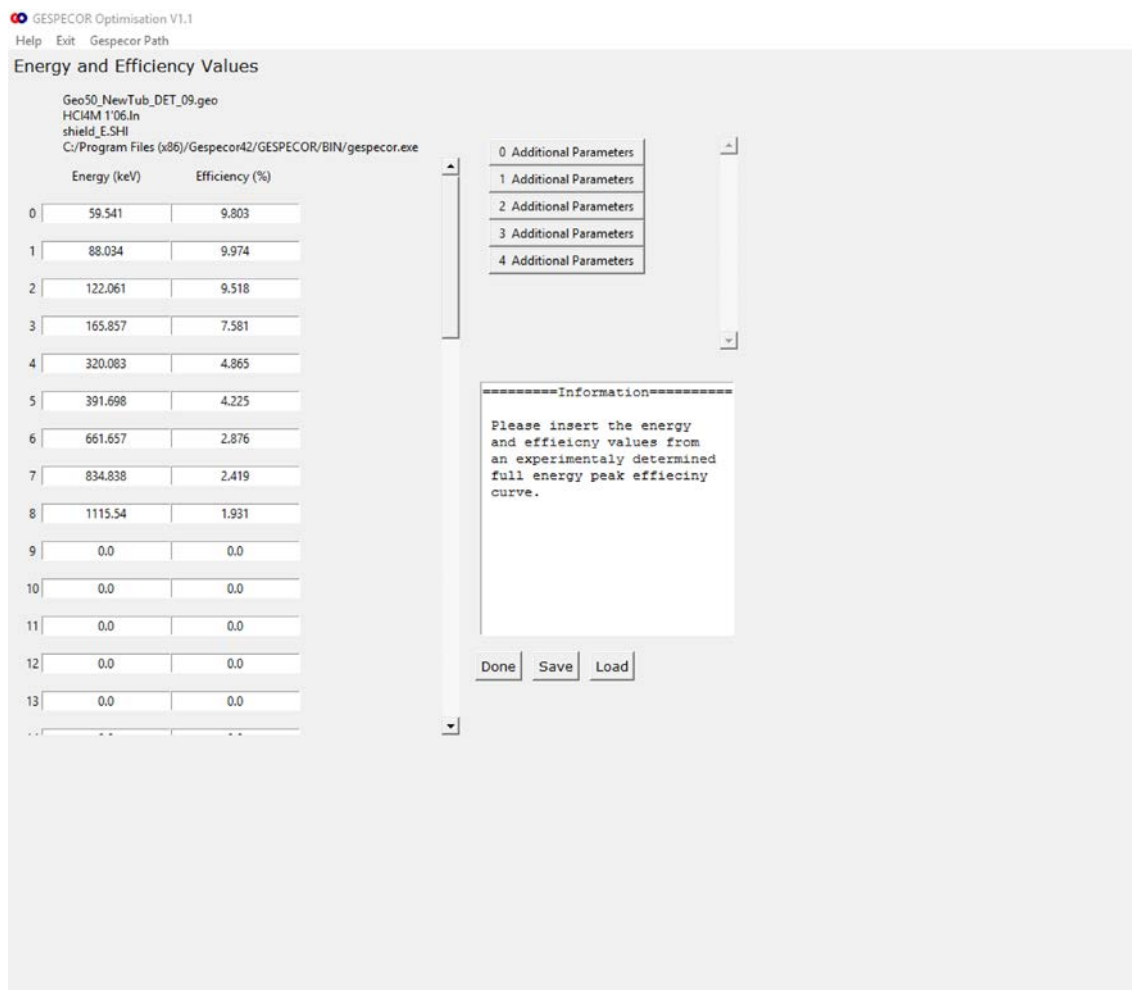 GESPECOR Optimisation V1.1
Help Exit Gespecor Path
Energy and Efficiency Values
Geo50_NewTub_DET_09.geo
HCl4M 1'06.In
shield_E.SHI
C:/Program Files (x86)/Gespecor42/GESPECOR/BIN/gespecor.exe
Energy (keV) Efficiency (%)
0 59.541 9.803
1 88.034 9.974
2 122.061 9.518
3 165.857 7.581
4 320.083 4.865
5 391.698 4.225
6 661.657 2.876
7 834.838 2.419
8 1115.54 1.931
9 0.0 0.0
10 0.0 0.0
11 0.0 0.0
12 0.0 0.0
13 0.0 0.0
0 Additional Parameters
1 Additional Parameters
2 Additional Parameters
3 Additional Parameters
4 Additional Parameters
=========Information==========
Please insert the energy
and effieicny values from
an experimentaly determined
full energy peak effieciny
curve.
Done Save Load